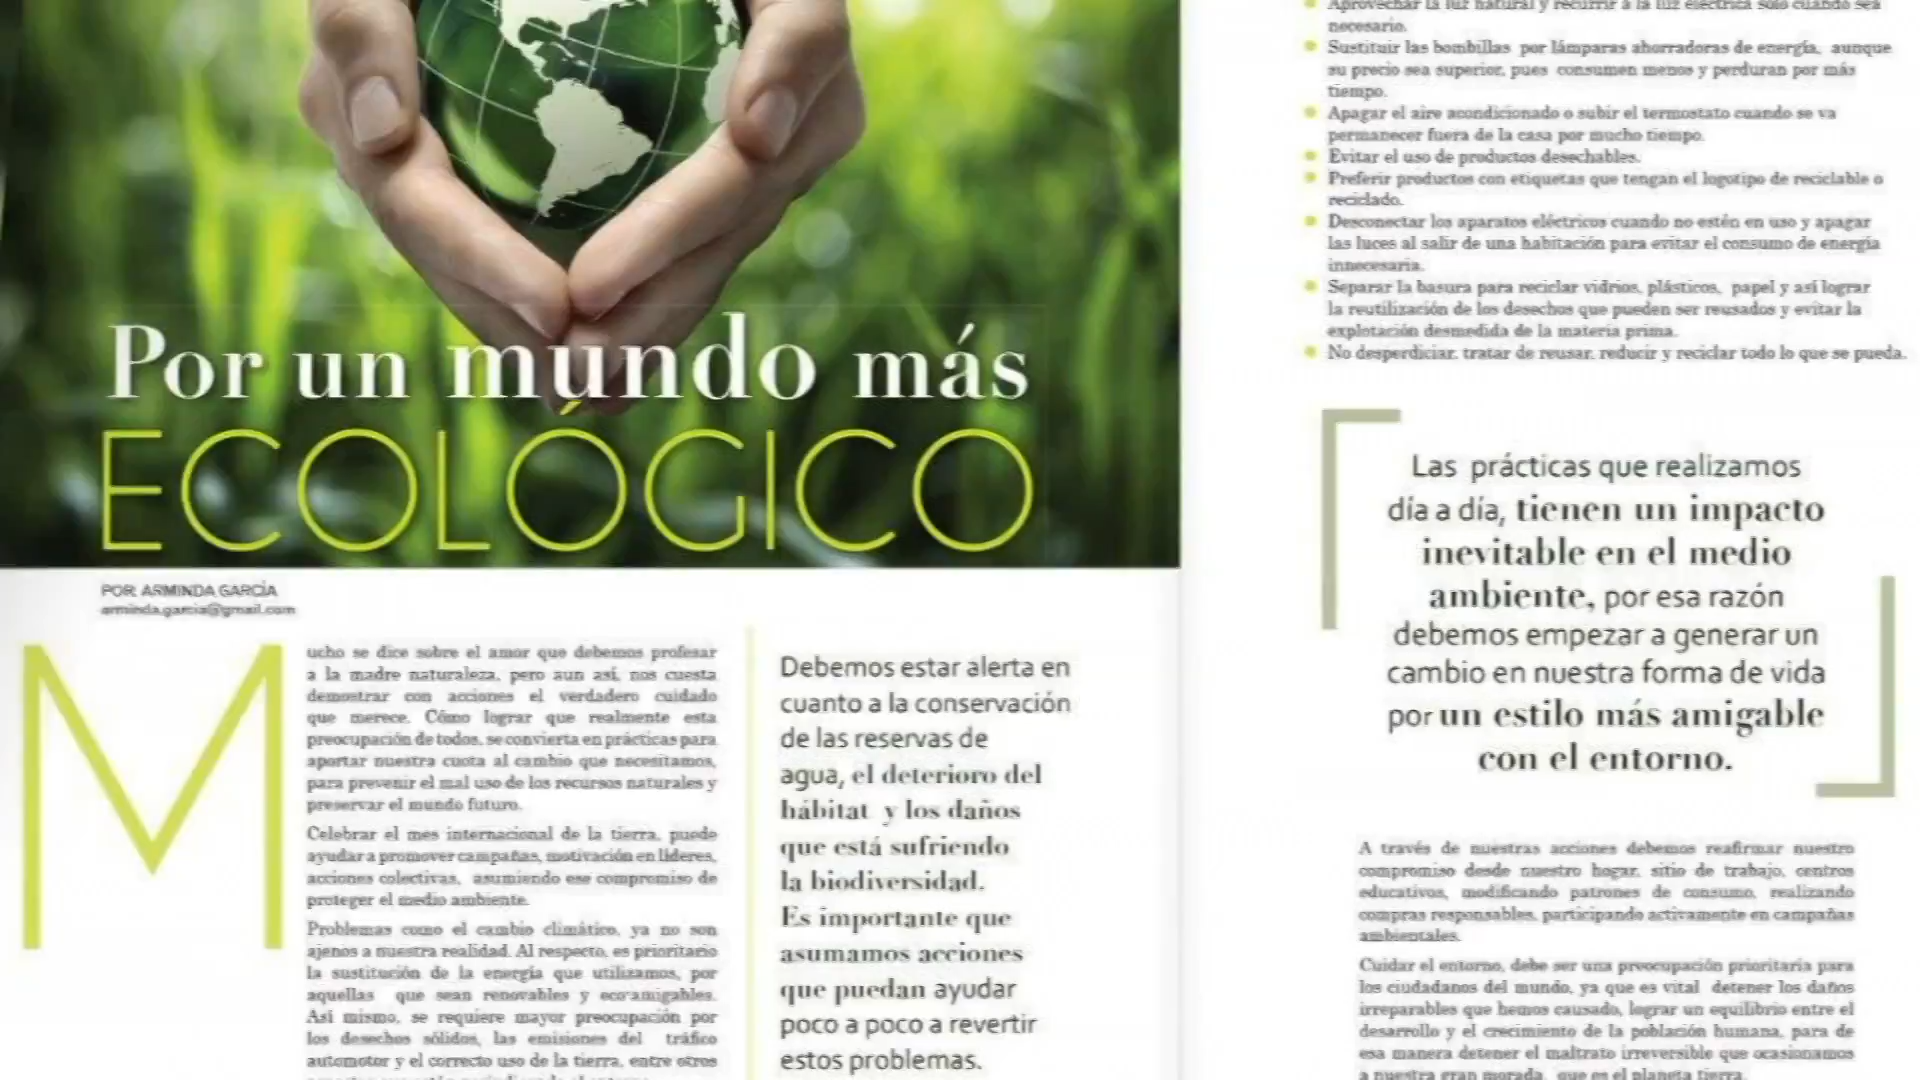 Por un mundo más
ECOLÓGICO
POR: ARMINDA GARCÍA
arminda.garcia@gmail.com
Mucho se dice sobre el amor que debemos profesar
a la madre naturaleza, pero aun así, nos cuesta
demostrar con acciones el verdadero cuidado
que merece. Cómo lograr que realmente esta
preocupación de todos, se convierta en prácticas para
aportar nuestra cuota al cambio que necesitamos,
para prevenir el mal uso de los recursos naturales y
preservar el mundo futuro.
Celebrar el mes internacional de la tierra, puede
ayudar a promover campañas, motivación en líderes,
acciones colectivas, asumiendo ese compromiso de
proteger el medio ambiente.
Problemas como el cambio climático, ya no son
ajenos a nuestra realidad. Al respecto, es prioritario
la sustitución de la energía que utilizamos, por
aquellas que sean renovables y eco-amigables.
Así mismo, se requiere mayor preocupación por
los desechos sólidos, las emisiones del tráfico
automotor y el correcto uso de la tierra, entre otros
Debemos estar alerta en
cuanto a la conservación
de las reservas de
agua, el deterioro del
hábitat y los daños
que está sufriendo
la biodiversidad.
Es importante que
asumamos acciones
que puedan ayudar
poco a poco a revertir
estos problemas.
Aprovechar la luz natural y recurrir a la luz eléctrica solo cuando sea
necesario.
Sustituir las bombillas por lámparas ahorradoras de energía, aunque
su precio sea superior, pues consumen menos y perduran por más
tiempo.
Apagar el aire acondicionado o subir el termostato cuando se va
permanecer fuera de la casa por mucho tiempo.
Evitar el uso de productos desechables.
Preferir productos con etiquetas que tengan el logotipo de reciclable o
reciclado.
Desconectar los aparatos eléctricos cuando no estén en uso y apagar
las luces al salir de una habitación para evitar el consumo de energía
innecesaria.
Separar la basura para reciclar vidrios, plásticos, papel y así lograr
la reutilización de los desechos que pueden ser reusados y evitar la
explotación desmedida de la materia prima.
No desperdiciar, tratar de reusar, reducir y reciclar todo lo que se pueda.
Las prácticas que realizamos
día a día, tienen un impacto
inevitable en el medio
ambiente, por esa razón
debemos empezar a generar un
cambio en nuestra forma de vida
por un estilo más amigable
con el entorno.
A través de nuestras acciones debemos reafirmar nuestro
compromiso desde nuestro hogar, sitio de trabajo, centros
educativos, modificando patrones de consumo, realizando
compras responsables, participando activamente en campañas
ambientales.
Cuidar el entorno, debe ser una preocupación prioritaria para
los ciudadanos del mundo, ya que es vital detener los daños
irreparables que hemos causado, lograr un equilibrio entre el
desarrollo y el crecimiento de la población humana, para de
esa manera detener el maltrato irreversible que ocasionamos
a nuestra gran morada, que es el planeta tierra.